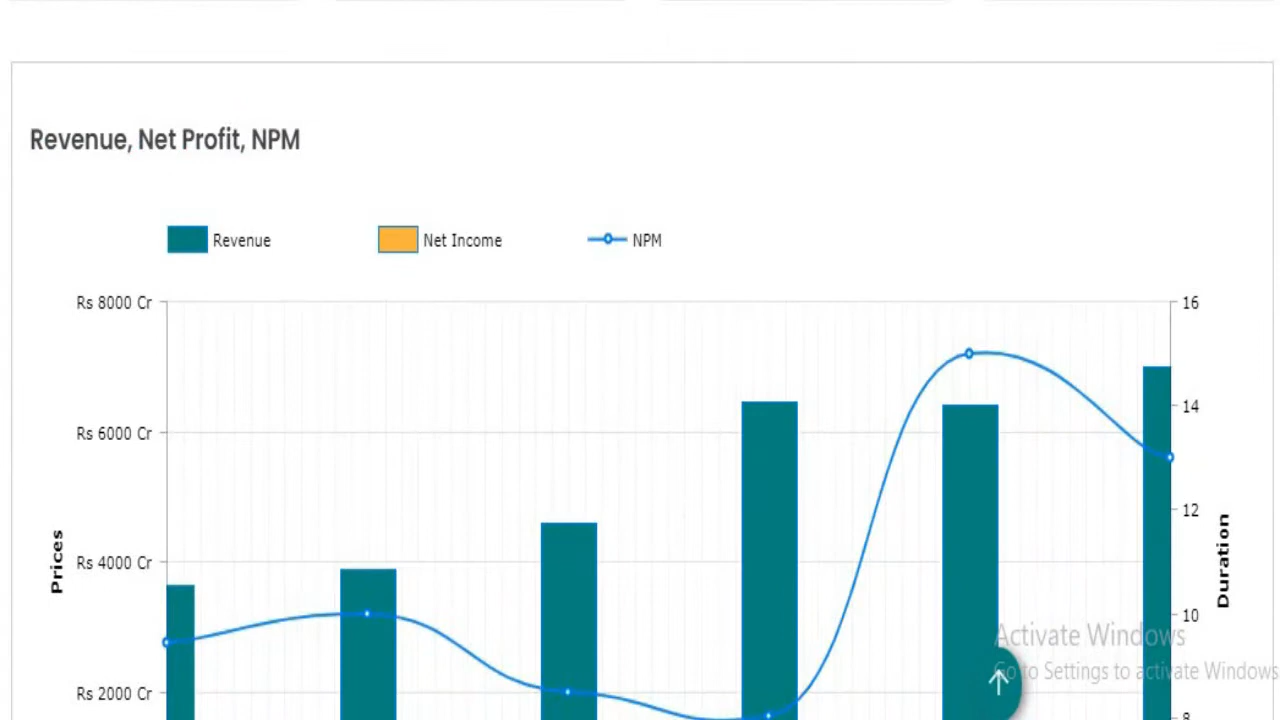 Revenue, Net Profit, NPM
Revenue Net Income NPM
Rs 8000 Cr 16
14
Rs 6000 Cr
12
Prices
Rs 4000 Cr
Duration
10
Activate Windows
Go to Settings to activate Windows
Rs 2000 Cr
8